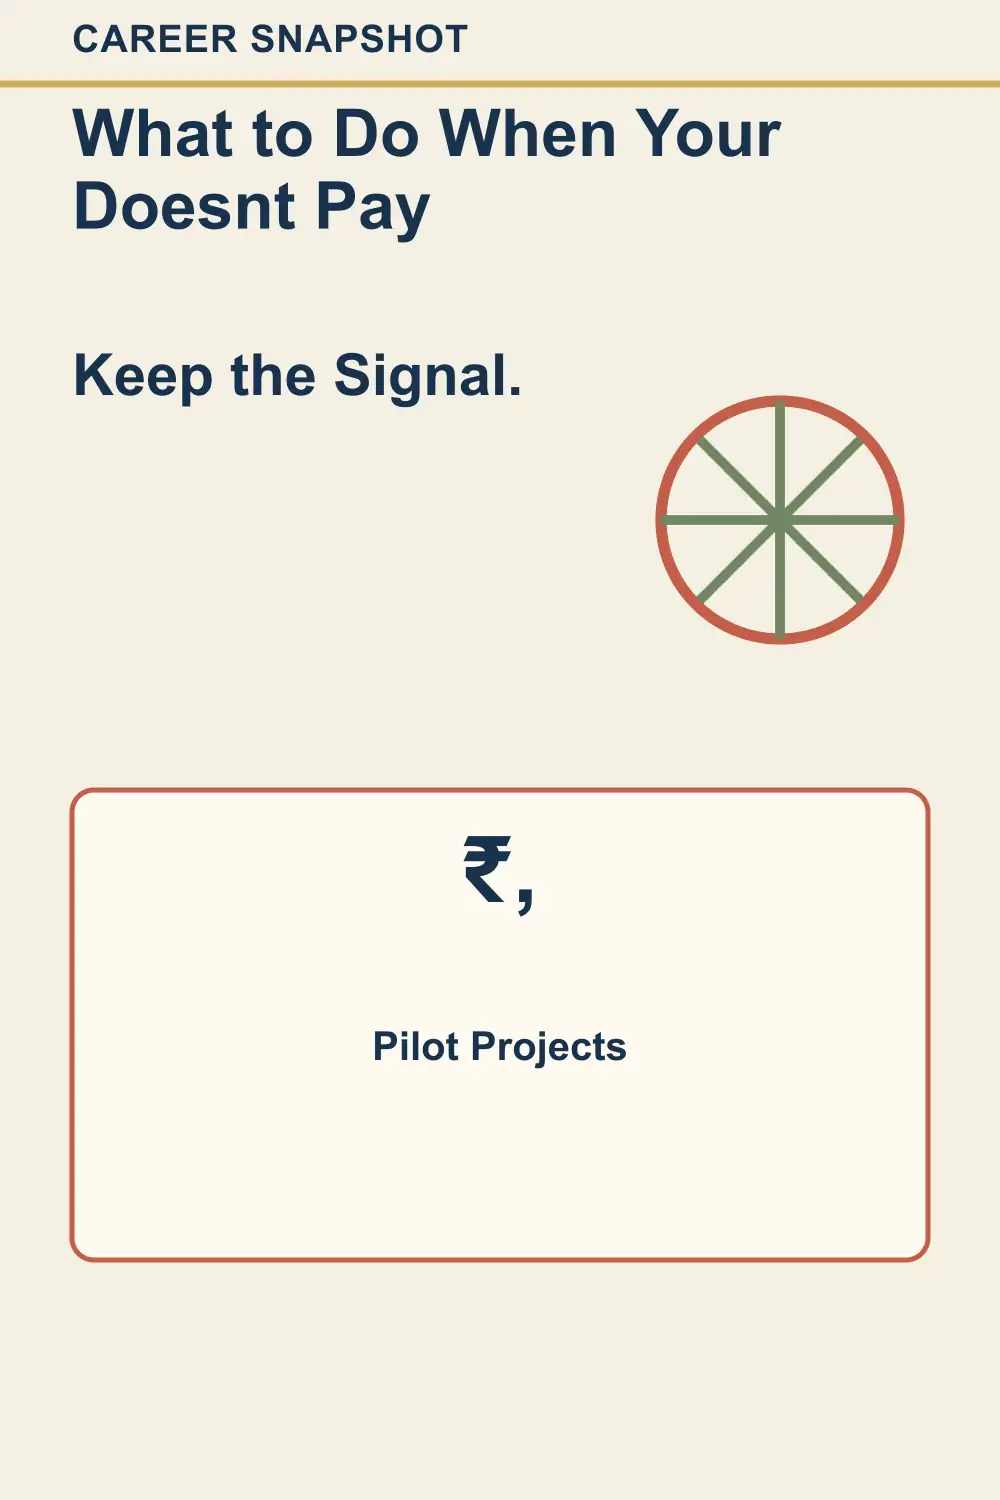 CAREER SNAPSHOT
What to Do When Your
Doesnt Pay
Keep the Signal.
₹,
Pilot Projects